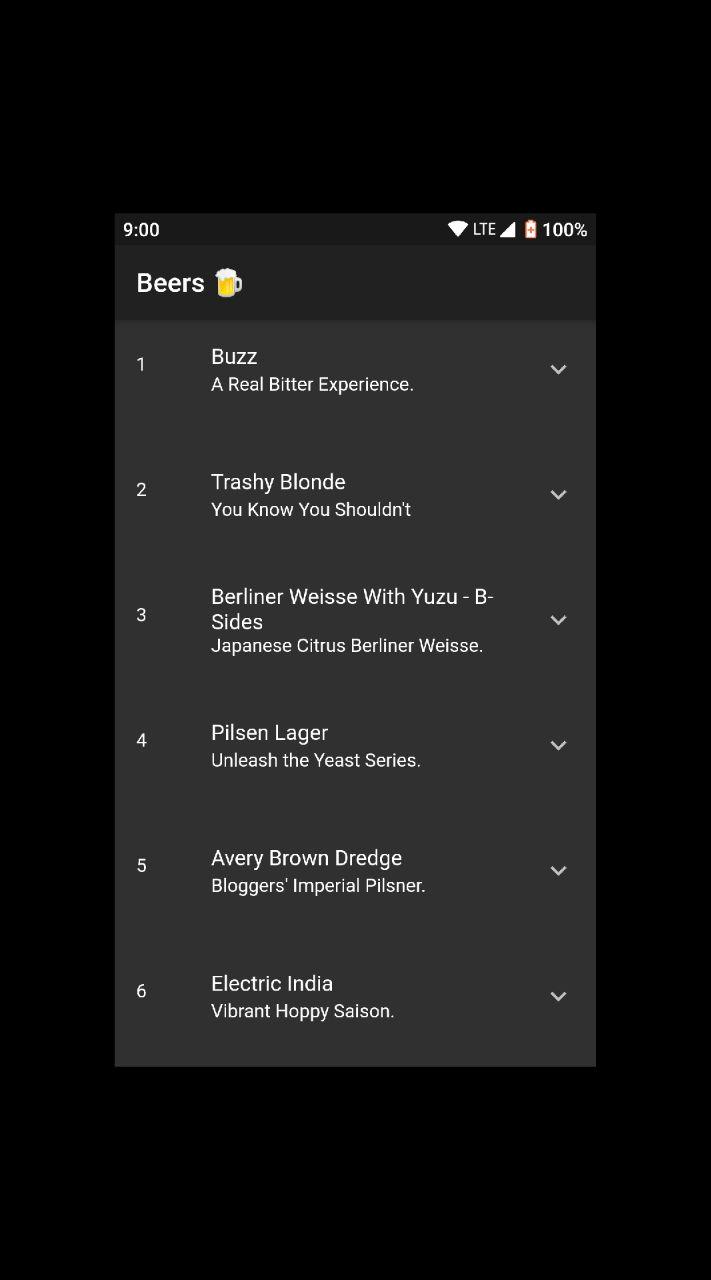 9:00 LTE 100%
Beers 🍺
1 Buzz
A Real Bitter Experience.
2 Trashy Blonde
You Know You Shouldn't
3 Berliner Weisse With Yuzu - B-
Sides
Japanese Citrus Berliner Weisse.
4 Pilsen Lager
Unleash the Yeast Series.
5 Avery Brown Dredge
Bloggers' Imperial Pilsner.
6 Electric India
Vibrant Hoppy Saison.